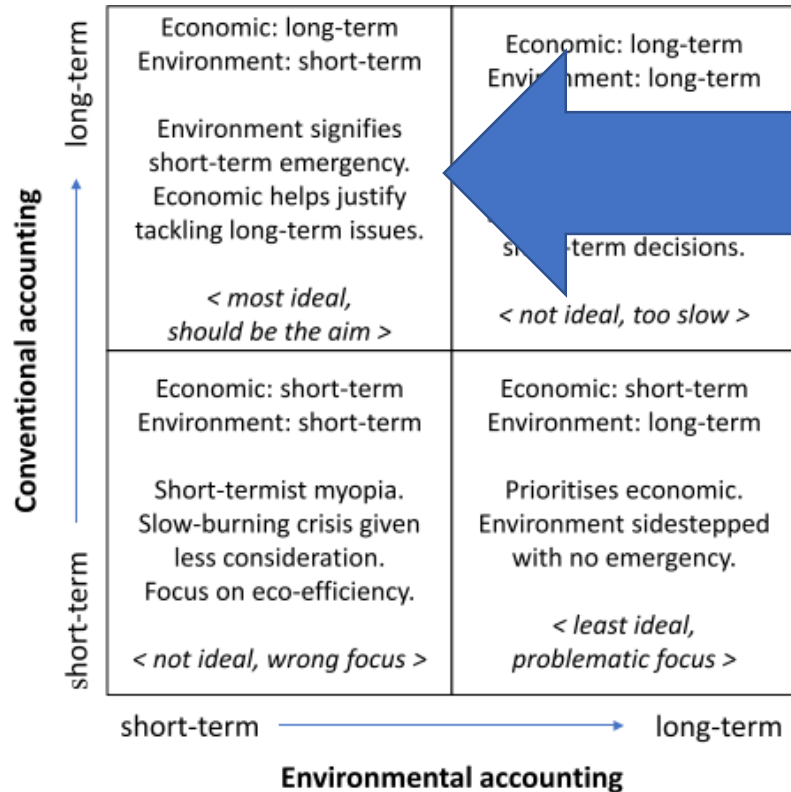 Economic: long-term
Environment: short-term
Environment signifies
short-term emergency.
Economic helps justify
tackling long-term issues.
< most ideal,
should be the aim >
Economic: long-term
Environment: long-term
decisions.
< not ideal, too slow >
Economic: short-term
Environment: short-term
Short-termist myopia.
Slow-burning crisis given
less consideration.
Focus on eco-efficiency.
< not ideal, wrong focus >
Economic: short-term
Environment: long-term
Prioritises economic.
Environment sidestepped
with no emergency.
< least ideal,
problematic focus >
long-term
Conventional accounting
short-term
short-term
long-term
Environmental accounting